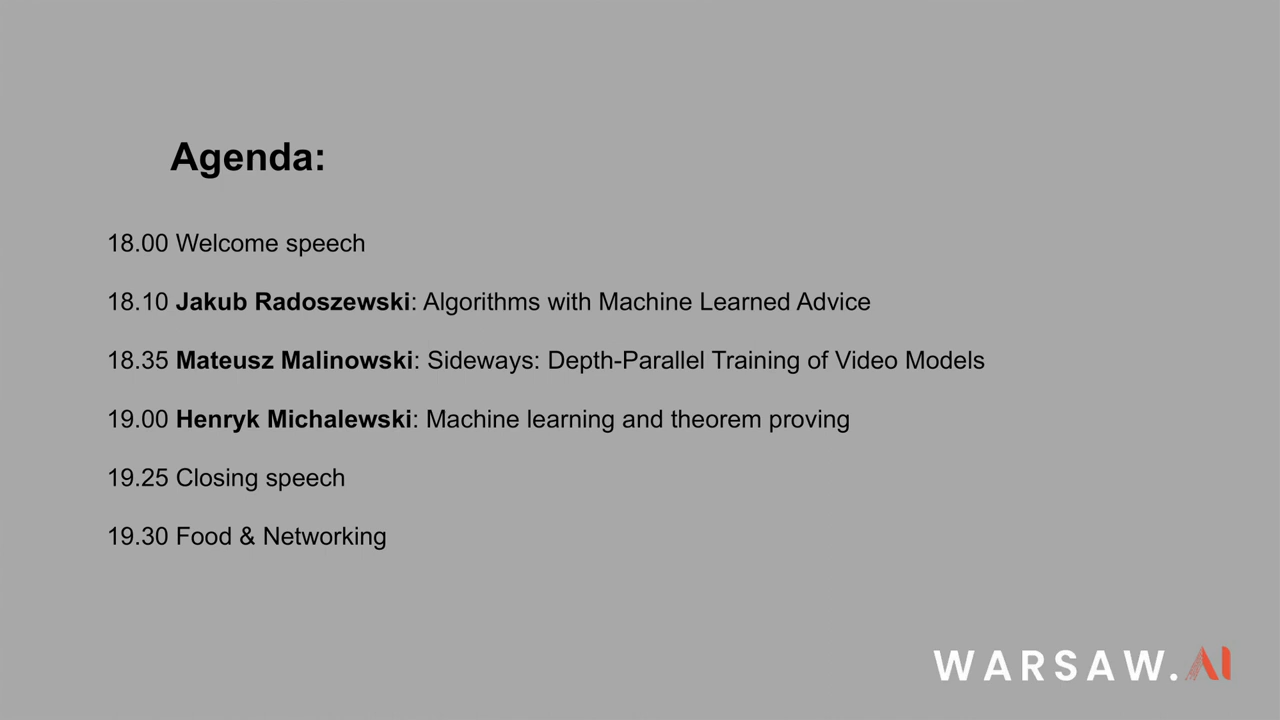 Agenda:
18.00 Welcome speech
18.10 Jakub Radoszewski: Algorithms with Machine Learned Advice
18.35 Mateusz Malinowski: Sideways: Depth-Parallel Training of Video Models
19.00 Henryk Michalewski: Machine learning and theorem proving
19.25 Closing speech
19.30 Food & Networking
WARSAW.AI